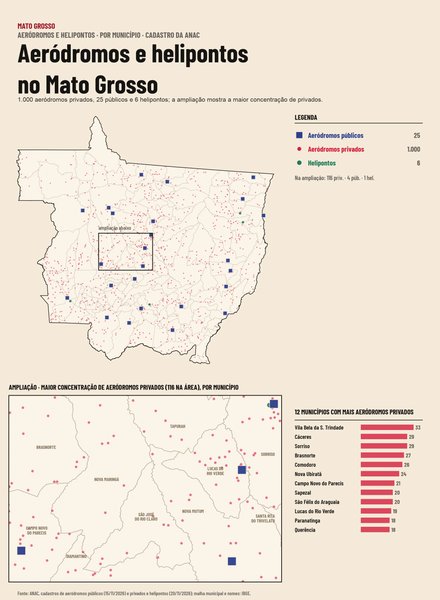 MATO GROSSO
AERÓDROMOS E HELIPONTOS · POR MUNICÍPIO · CADASTRO DA ANAC
Aeródromos e helipontos
no Mato Grosso
1.000 aeródromos privados, 25 públicos e 6 helipontos; a ampliação mostra a maior concentração de privados.
LEGENDA
Aeródromos públicos 25
Aeródromos privados 1.000
Helipontos 6
Na ampliação: 116 priv. · 4 púb. · 1 hel.
ampliação abaixo
AMPLIAÇÃO · MAIOR CONCENTRAÇÃO DE AERÓDROMOS PRIVADOS (116 NA ÁREA), POR MUNICÍPIO
TAPURAH
BRASNORTE
SORRISO
LUCAS DO
RIO VERDE
NOVA MARINGÁ
NOVA MUTUM
SÃO JOSÉ
DO RIO CLARO
SANTA RITA
DO TRIVELATO
CAMPO NOVO
DO PARECIS
DIAMANTINO
12 MUNICÍPIOS COM MAIS AERÓDROMOS PRIVADOS
Vila Bela da S. Trindade 33
Cáceres 29
Sorriso 29
Brasnorte 27
Comodoro 26
Nova Ubiratã 24
Campo Novo do Parecis 21
Sapezal 20
São Félix do Araguaia 20
Lucas do Rio Verde 19
Paranatinga 18
Querência 18
Fonte: ANAC, cadastros de aeródromos públicos (15/11/2026) e privados e helipontos (20/11/2026); malha municipal e nomes: IBGE.